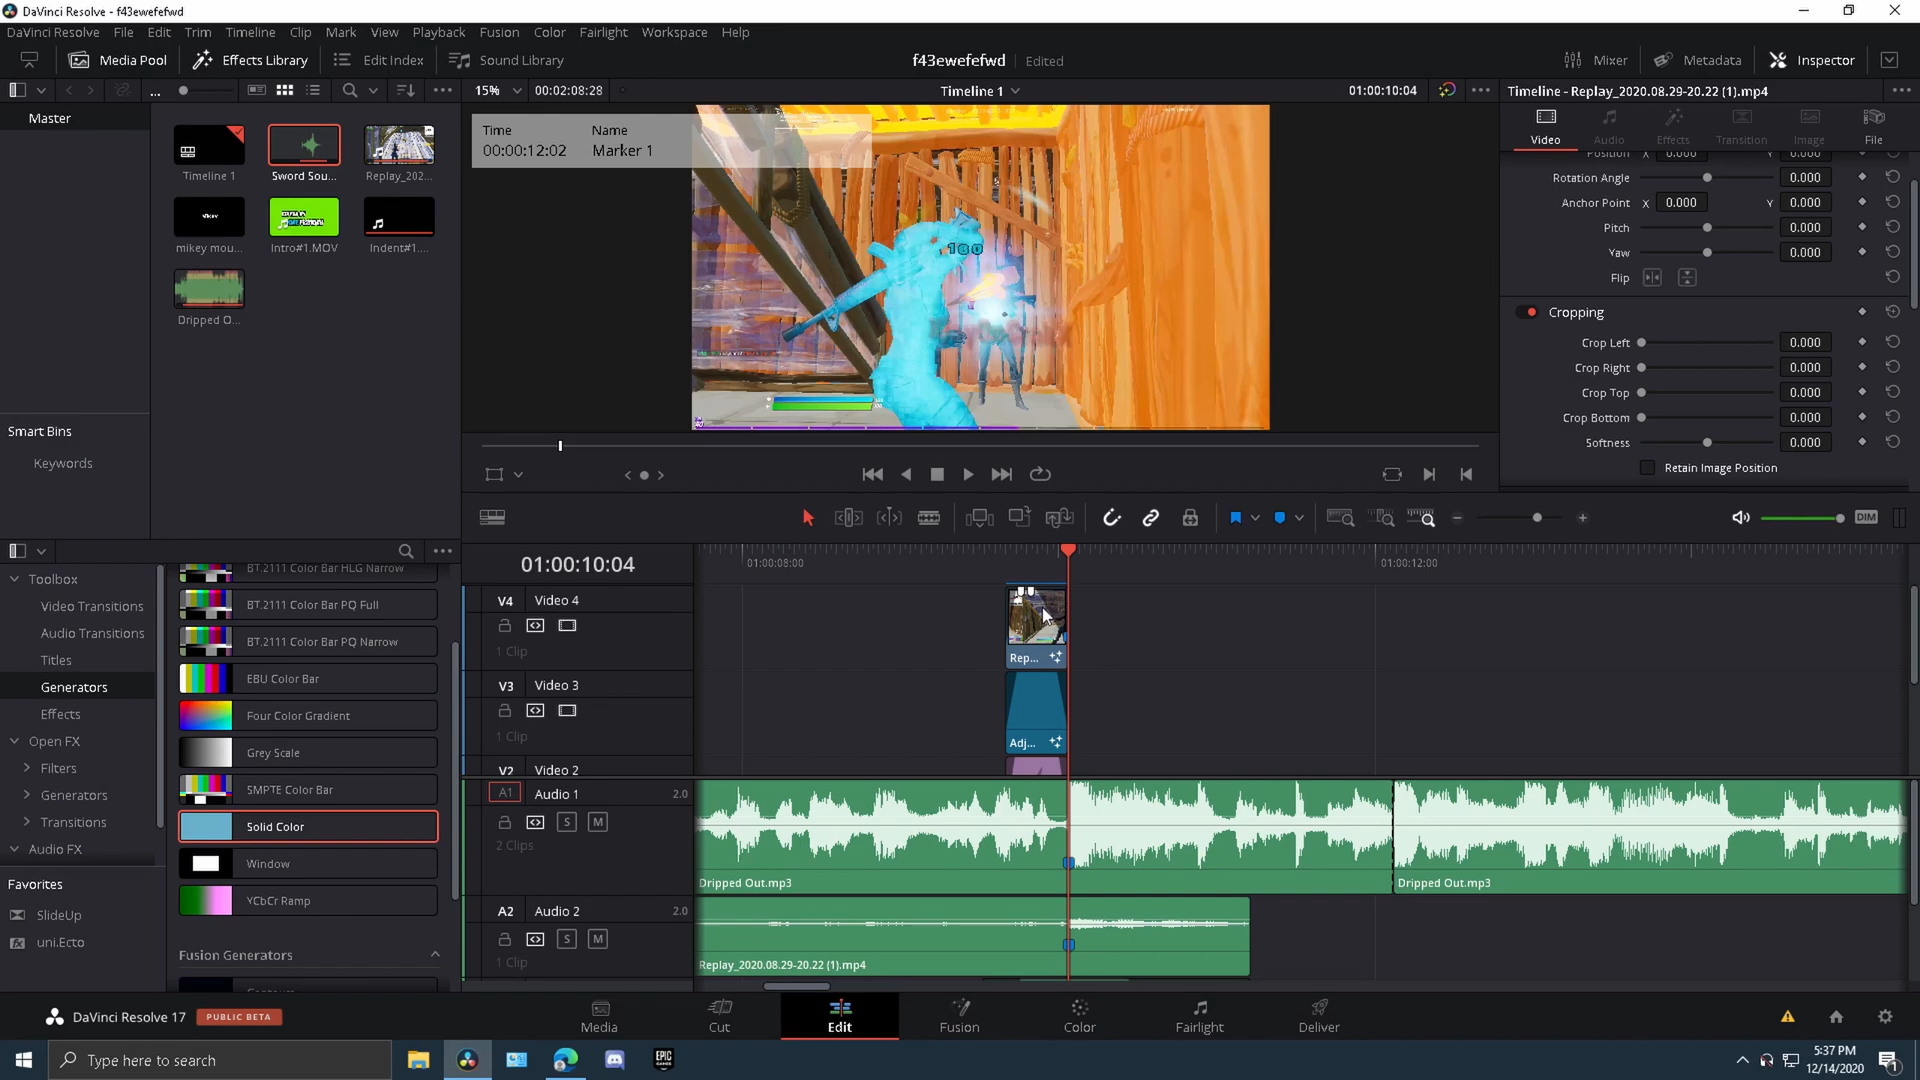 DaVinci Resolve - f43ewefefwd
DaVinci Resolve File Edit Trim Timeline Clip Mark View Playback Fusion Color Fairlight Workspace Help
Media Pool Effects Library Edit Index Sound Library f43ewefefwd Edited Mixer Metadata Inspector
... 15% 00:02:08:28 Timeline 1 01:00:10:04 Timeline - Replay_2020.08.29-20.22 (1).mp4
Master
Timeline 1 Sword Sou... Replay_202...
mikey mou... Intro#1.MOV Indent#1....
Dripped O...
Smart Bins
Keywords
Time Name
00:00:12:02 Marker 1
Video Audio Effects Transition Image File
Position X 0.000 Y 0.000
Rotation Angle 0.000
Anchor Point X 0.000 Y 0.000
Pitch 0.000
Yaw 0.000
Flip
Cropping
Crop Left 0.000
Crop Right 0.000
Crop Top 0.000
Crop Bottom 0.000
Softness 0.000
Retain Image Position
DIM
Toolbox
Video Transitions
Audio Transitions
Titles
Generators
Effects
Open FX
Filters
Generators
Transitions
Audio FX
Favorites
SlideUp
uni.Ecto
BT.2111 Color Bar HLG Narrow
BT.2111 Color Bar PQ Full
BT.2111 Color Bar PQ Narrow
EBU Color Bar
Four Color Gradient
Grey Scale
SMPTE Color Bar
Solid Color
Window
YCbCr Ramp
Fusion Generators
01:00:10:04 01:00:08:00 01:00:12:00
V4 Video 4
1 Clip
Rep...
V3 Video 3
1 Clip
Adj...
V2 Video 2
A1 Audio 1 2.0
S M
2 Clips
Dripped Out.mp3 Dripped Out.mp3
A2 Audio 2 2.0
S M
1 Clip
Replay_2020.08.29-20.22 (1).mp4
DaVinci Resolve 17 PUBLIC BETA
Media Cut Edit Fusion Color Fairlight Deliver
Type here to search
EPIC GAMES
5:37 PM
12/14/2020
1